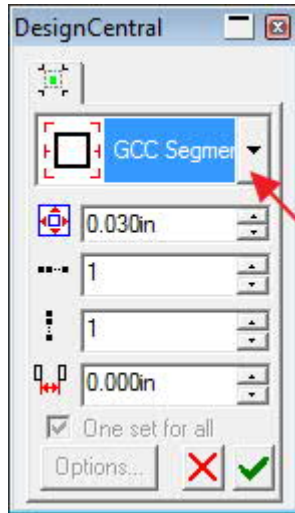 DesignCentral
GCC Segmer
0.030in
1
1
0.000in
One set for all
Options...